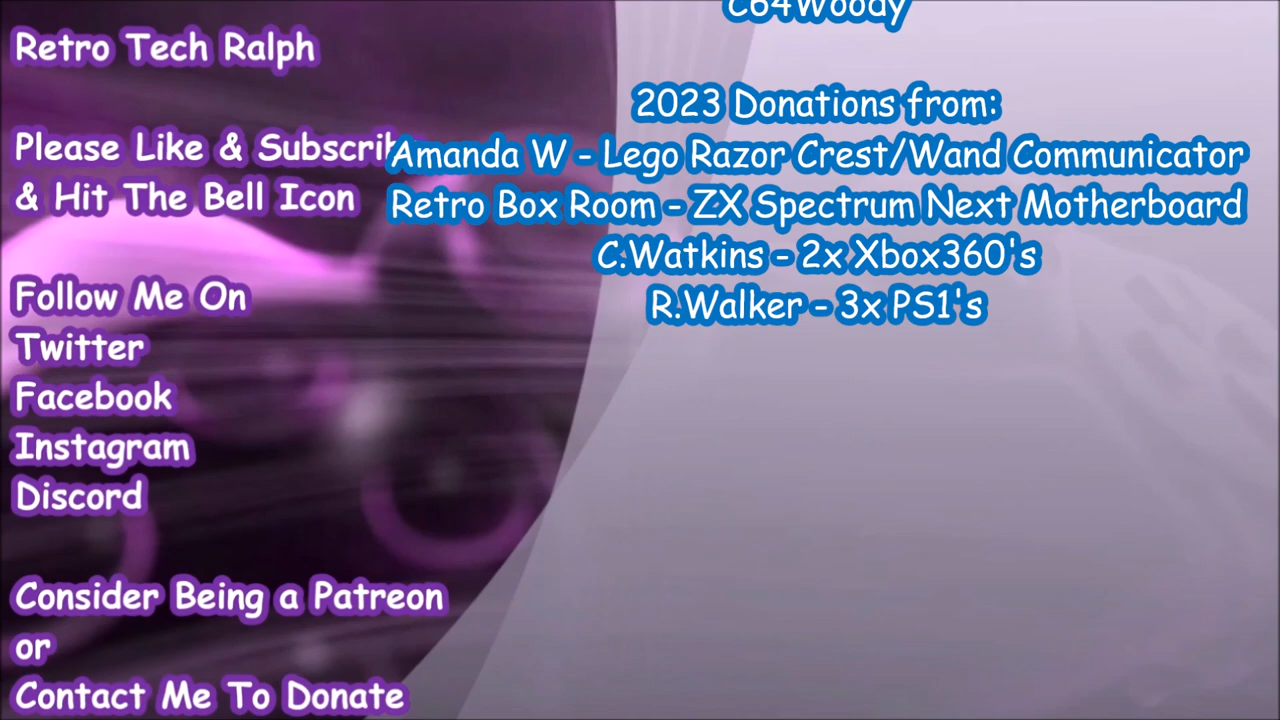 Retro Tech Ralph
Please Like & Subscrib
& Hit The Bell Icon
Follow Me On
Twitter
Facebook
Instagram
Discord
Consider Being a Patreon
or
Contact Me To Donate
C64Woody
2023 Donations from:
Amanda W - Lego Razor Crest/Wand Communicator
Retro Box Room - ZX Spectrum Next Motherboard
C.Watkins - 2x Xbox360's
R.Walker - 3x PS1's